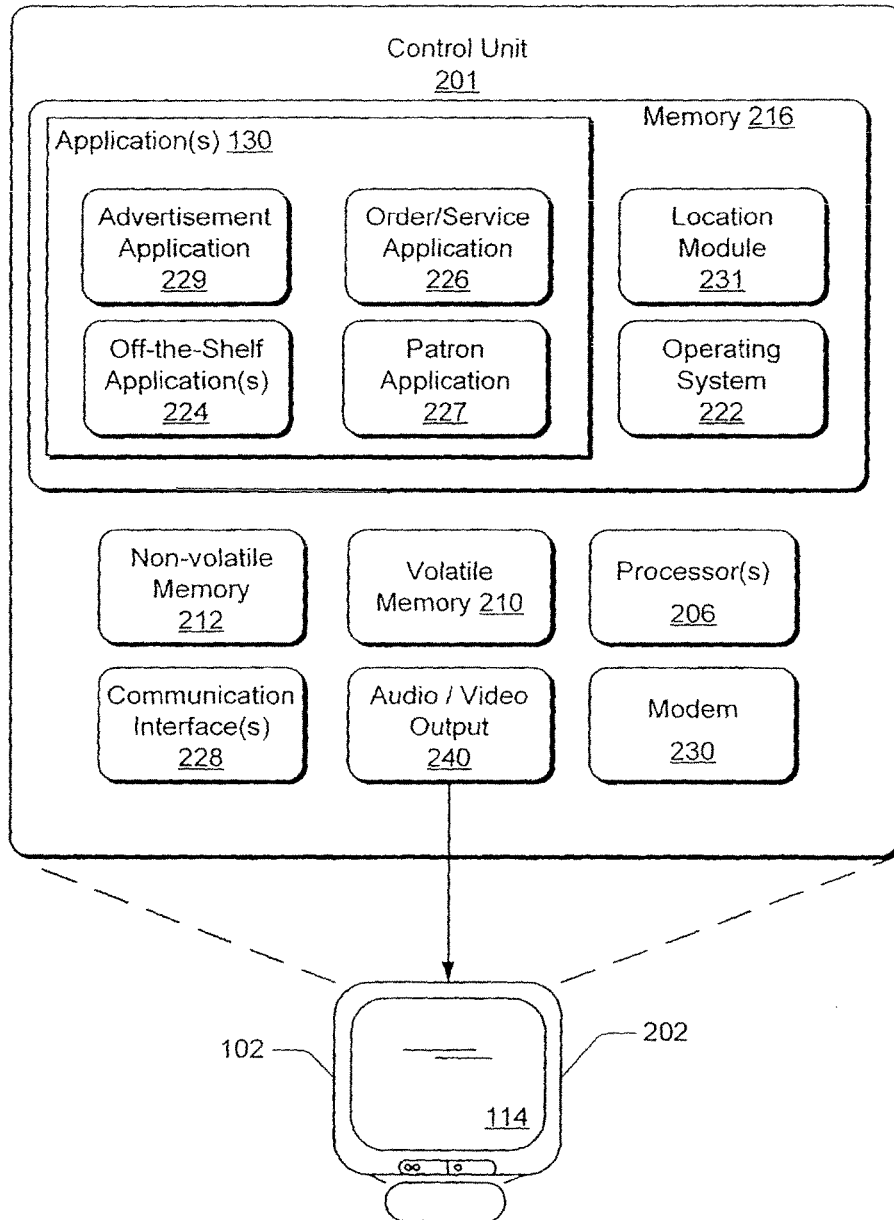 Control Unit
201
Memory 216
Application(s) 130
Advertisement
Application
229
Order/Service
Application
226
Location
Module
231
Off-the-Shelf
Application(s)
224
Patron
Application
227
Operating
System
222
Non-volatile
Memory
212
Volatile
Memory 210
Processor(s)
206
Communication
Interface(s)
228
Audio / Video
Output
240
Modem
230
102
202
114